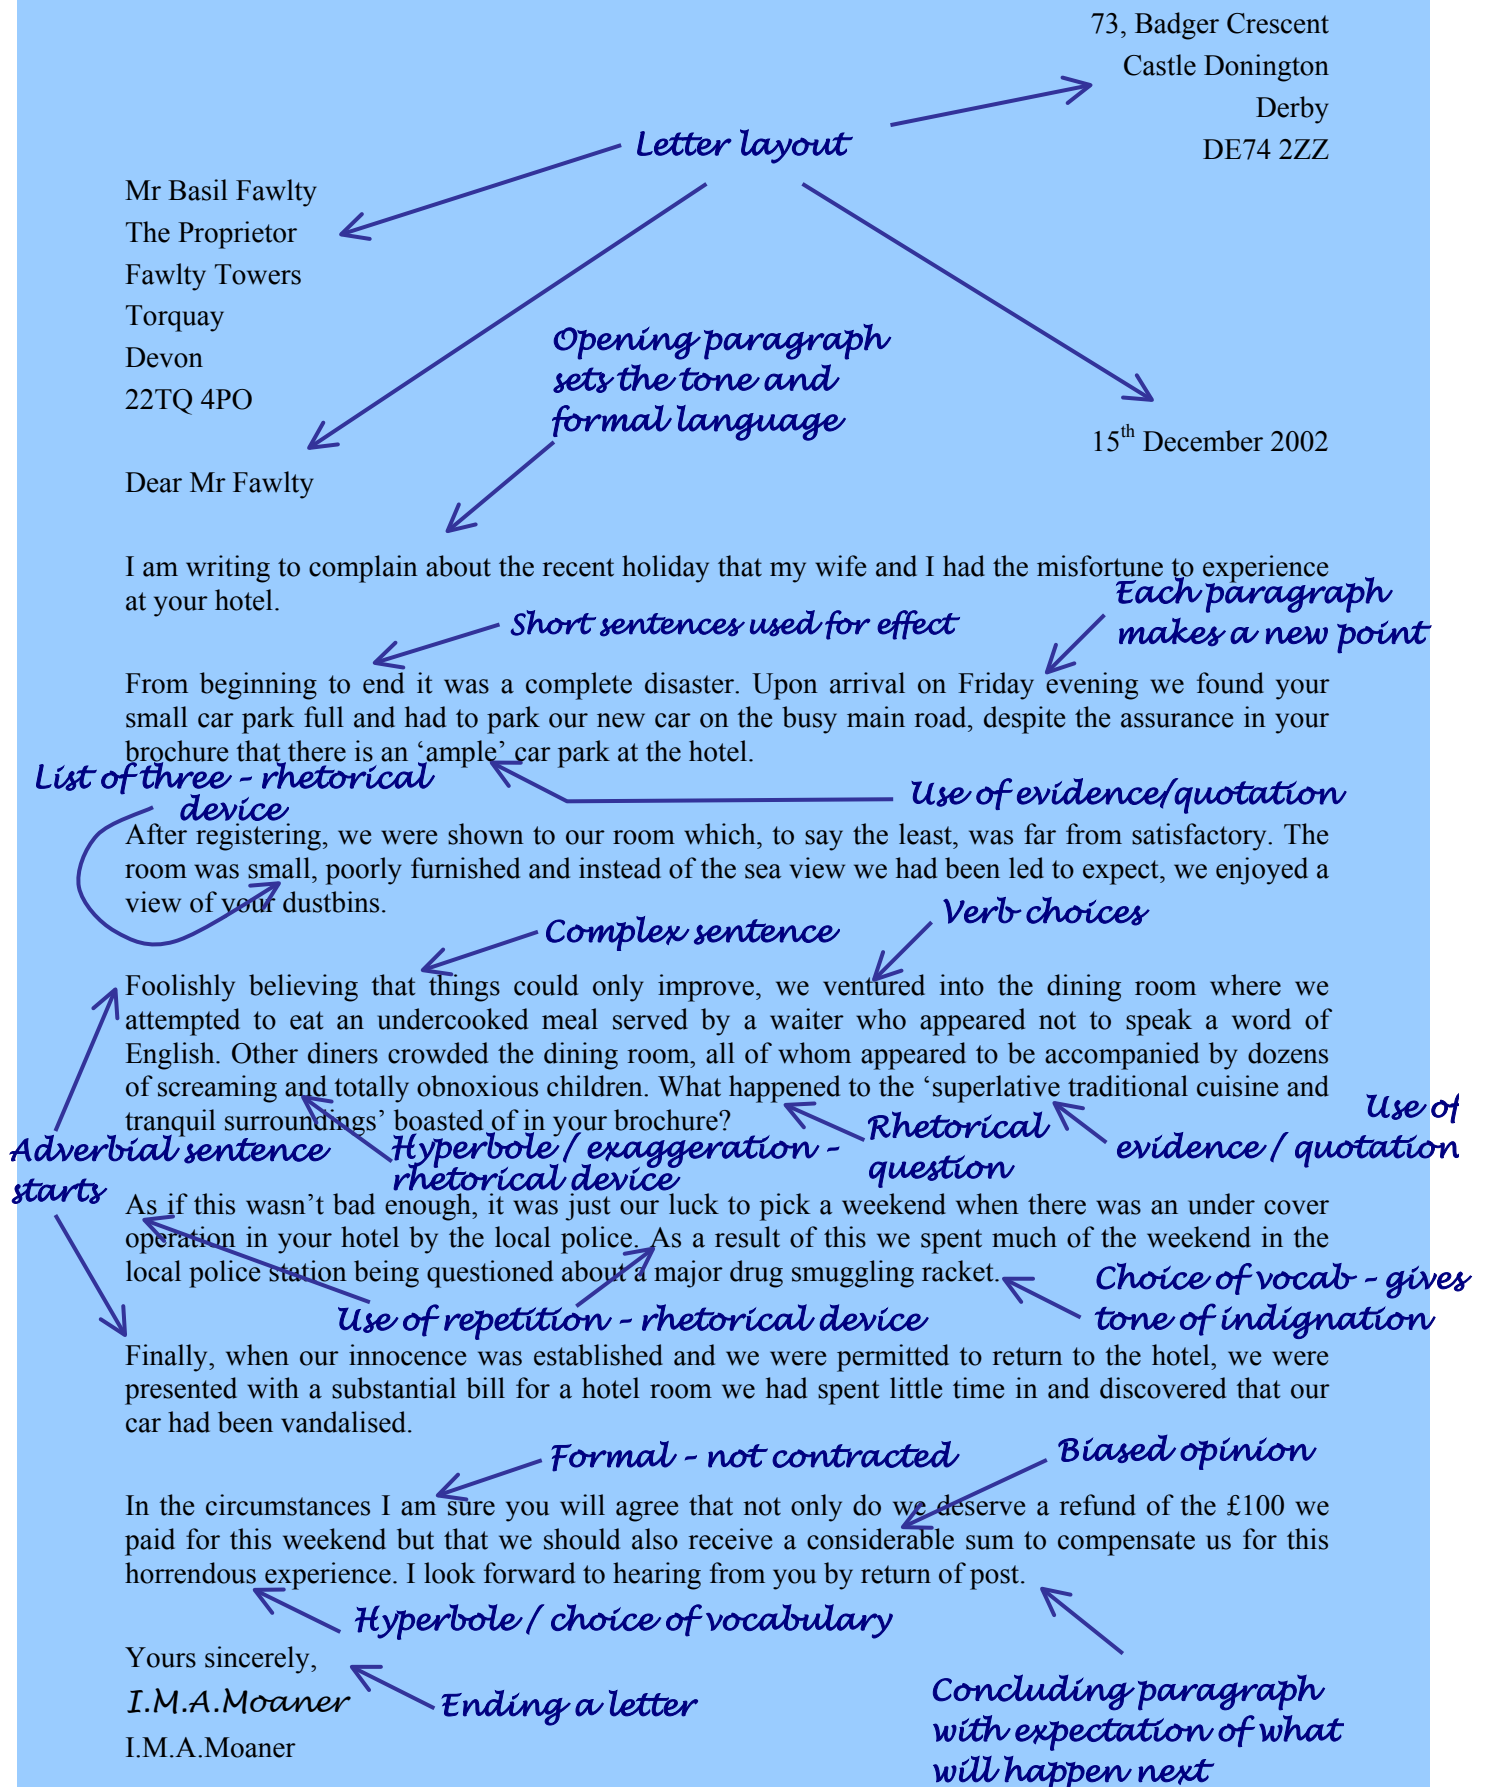 73, Badger Crescent
Castle Donington
Derby
DE74 2ZZ
Letter layout
Mr Basil Fawlty
The Proprietor
Fawlty Towers
Torquay
Devon
22TQ 4PO
Opening paragraph
sets the tone and
formal language
15th December 2002
Dear Mr Fawlty
I am writing to complain about the recent holiday that my wife and I had the misfortune to experience
at your hotel.
Each paragraph
makes a new point
Short sentences used for effect
From beginning to end it was a complete disaster. Upon arrival on Friday evening we found your
small car park full and had to park our new car on the busy main road, despite the assurance in your
brochure that there is an ‘ample’ car park at the hotel.
List of three – rhetorical
device
Use of evidence/quotation
After registering, we were shown to our room which, to say the least, was far from satisfactory. The
room was small, poorly furnished and instead of the sea view we had been led to expect, we enjoyed a
view of your dustbins.
Complex sentence
Verb choices
Foolishly believing that things could only improve, we ventured into the dining room where we
attempted to eat an undercooked meal served by a waiter who appeared not to speak a word of
English. Other diners crowded the dining room, all of whom appeared to be accompanied by dozens
of screaming and totally obnoxious children. What happened to the ‘superlative traditional cuisine and
tranquil surroundings’ boasted of in your brochure?
Adverbial sentence
starts
Hyperbole / exaggeration –
rhetorical device
Rhetorical
question
Use of
evidence / quotation
As if this wasn’t bad enough, it was just our luck to pick a weekend when there was an under cover
operation in your hotel by the local police. As a result of this we spent much of the weekend in the
local police station being questioned about a major drug smuggling racket.
Use of repetition – rhetorical device
Choice of vocab – gives
tone of indignation
Finally, when our innocence was established and we were permitted to return to the hotel, we were
presented with a substantial bill for a hotel room we had spent little time in and discovered that our
car had been vandalised.
Formal – not contracted
Biased opinion
In the circumstances I am sure you will agree that not only do we deserve a refund of the £100 we
paid for this weekend but that we should also receive a considerable sum to compensate us for this
horrendous experience. I look forward to hearing from you by return of post.
Hyperbole / choice of vocabulary
Yours sincerely,
I.M.A.Moaner
I.M.A.Moaner
Ending a letter
Concluding paragraph
with expectation of what
will happen next